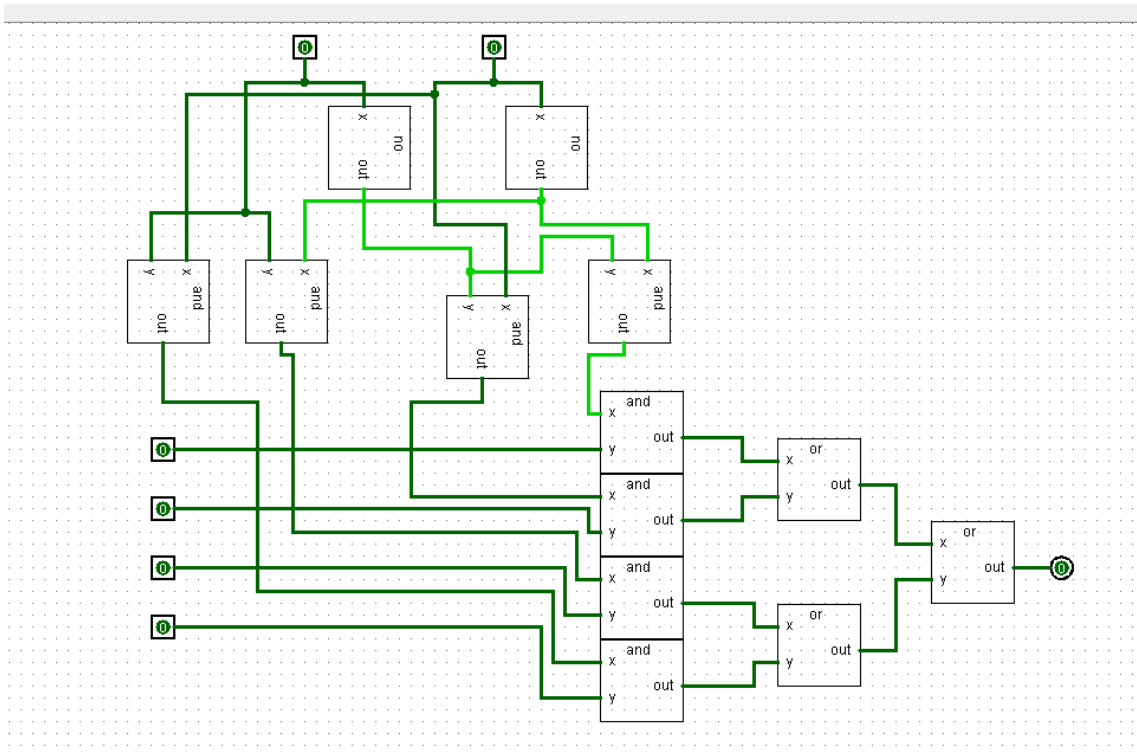 0 0
x x
no no
out out
y x y x y x
and and and
y x
and
out out out
out
and
x
out
0
y
or
x
out
and
x
0
out
y
y
or
x
out
0
0
and
x
y
out
y
or
x
out
0
and
x
y
out
y